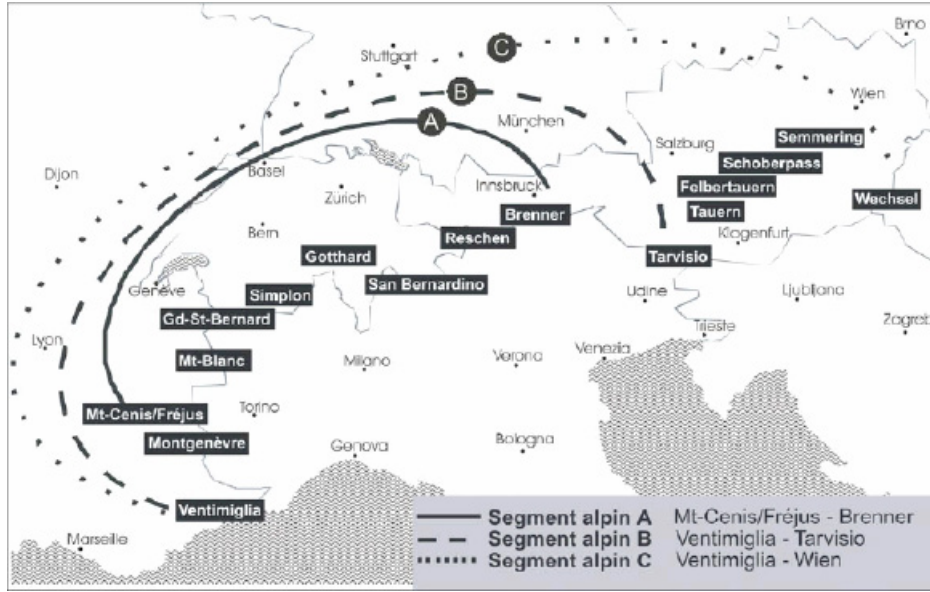 Brno
Stuttgart
C
B
Wien
A
München
Semmering
Salzburg
Schoberpass
Dijon
Basel
Innsbruck
Felbertauern
Zürich
Brenner
Tauern
Wechsel
Bern
Reschen
Klogenfurt
Gotthard
Tarvisio
Genève
Simplon
San Bernardino
Udine
Ljubljana
Gd-St-Bernard
Trieste
Zagreb
Lyon
Mt-Blanc
Milano
Verona
Venezia
Mt-Cenis/Fréjus
Torino
Montgenèvre
Genova
Bologna
Ventimiglia
Marseille
Segment alpin A Mt-Cenis/Fréjus - Brenner
Segment alpin B Ventimiglia - Tarvisio
Segment alpin C Ventimiglia - Wien